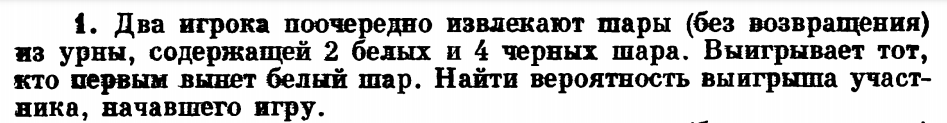 1. Два игрока поочередно извлекают шары (без возвращения)
из урны, содержащей 2 белых и 4 черных шара. Выигрывает тот,
кто первым вынет белый шар. Найти вероятность выигрыша участ-
ника, начавшего игру.